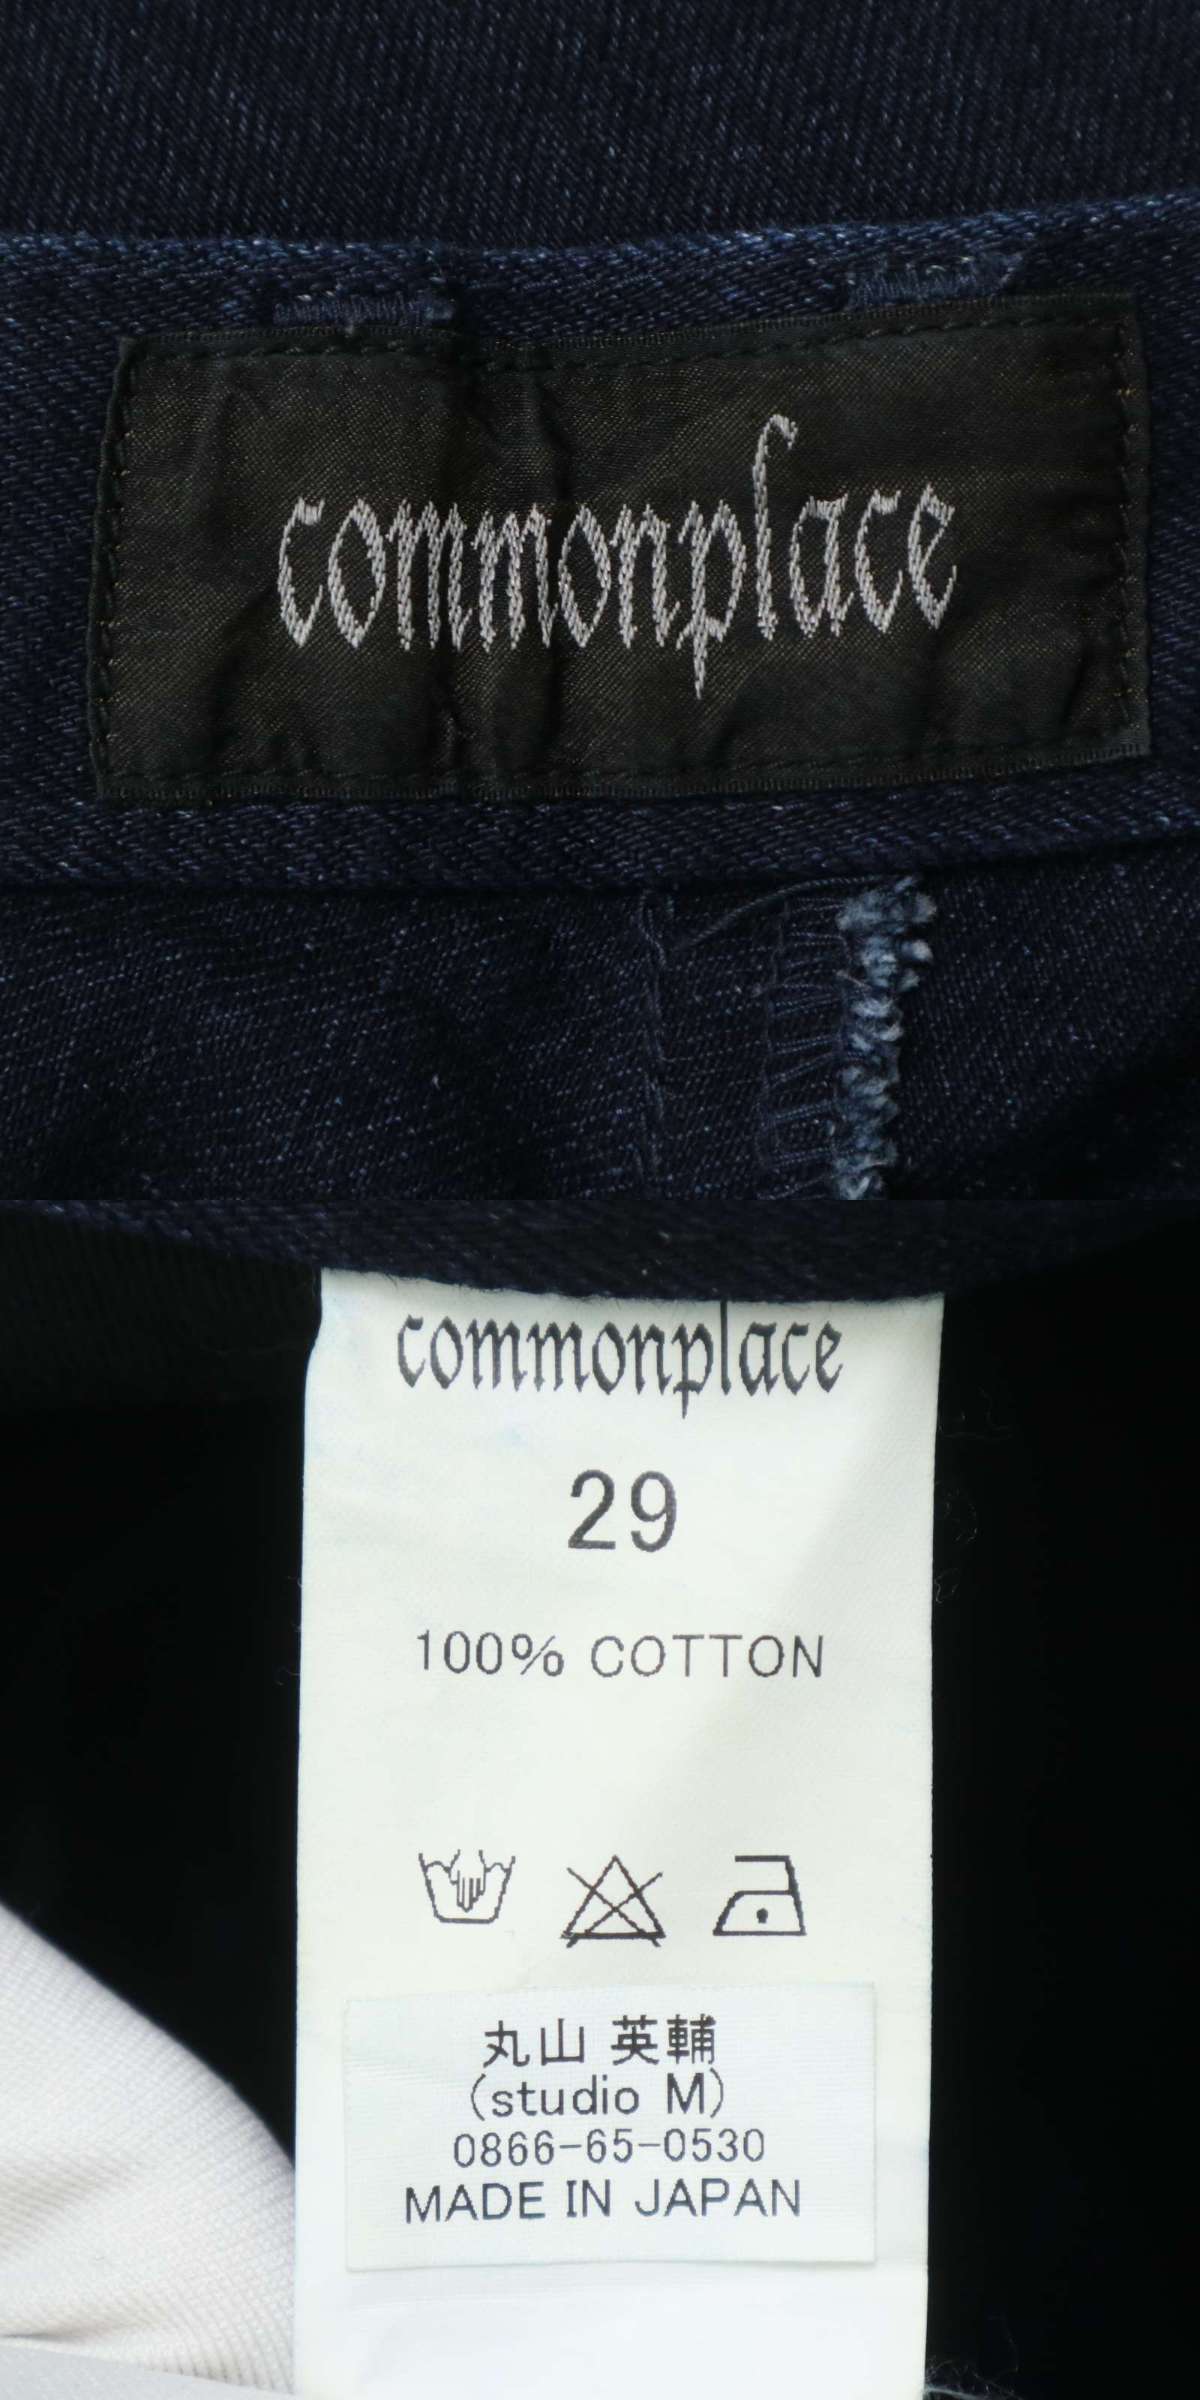 commonplace
commonplace
29
100% COTTON
丸山 英輔
(studio M)
0866-65-0530
MADE IN JAPAN